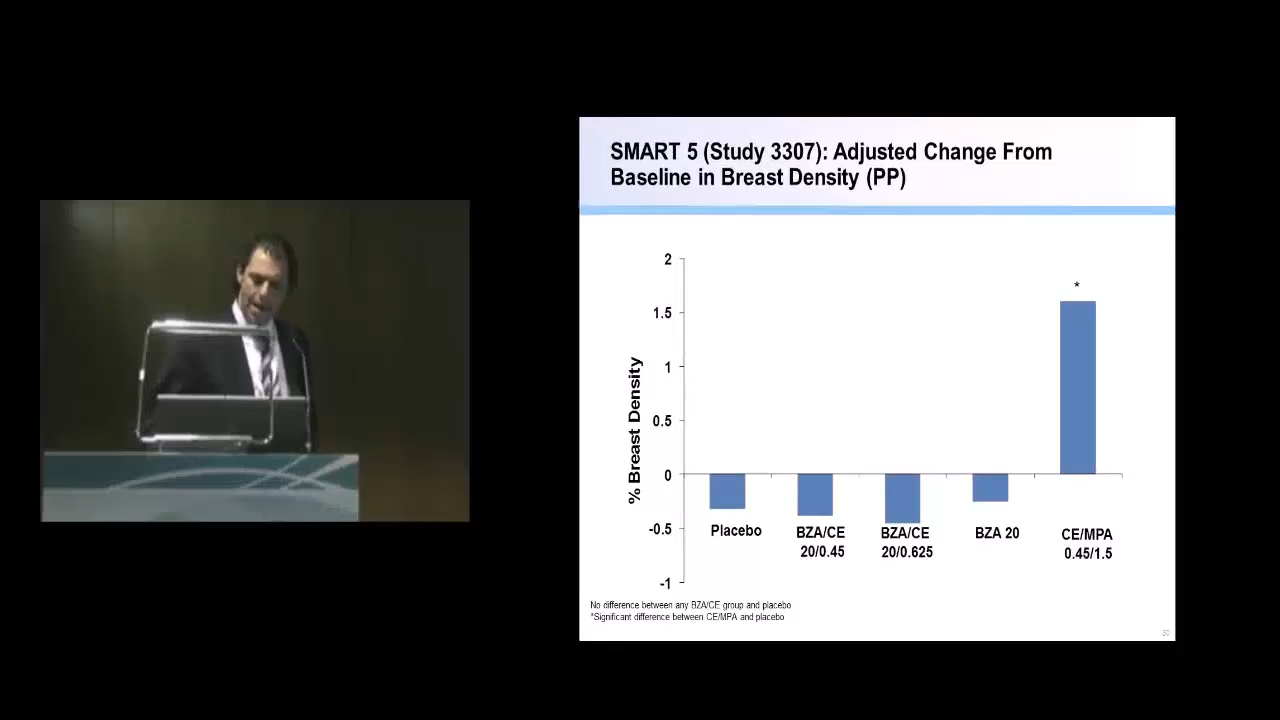 SMART 5 (Study 3307): Adjusted Change From
Baseline in Breast Density (PP)
% Breast Density
2
1.5
1
0.5
0
-0.5
-1
*
Placebo
BZA/CE
20/0.45
BZA/CE
20/0.625
BZA 20
CE/MPA
0.45/1.5
No difference between any BZA/CE group and placebo
*Significant difference between CE/MPA and placebo
30